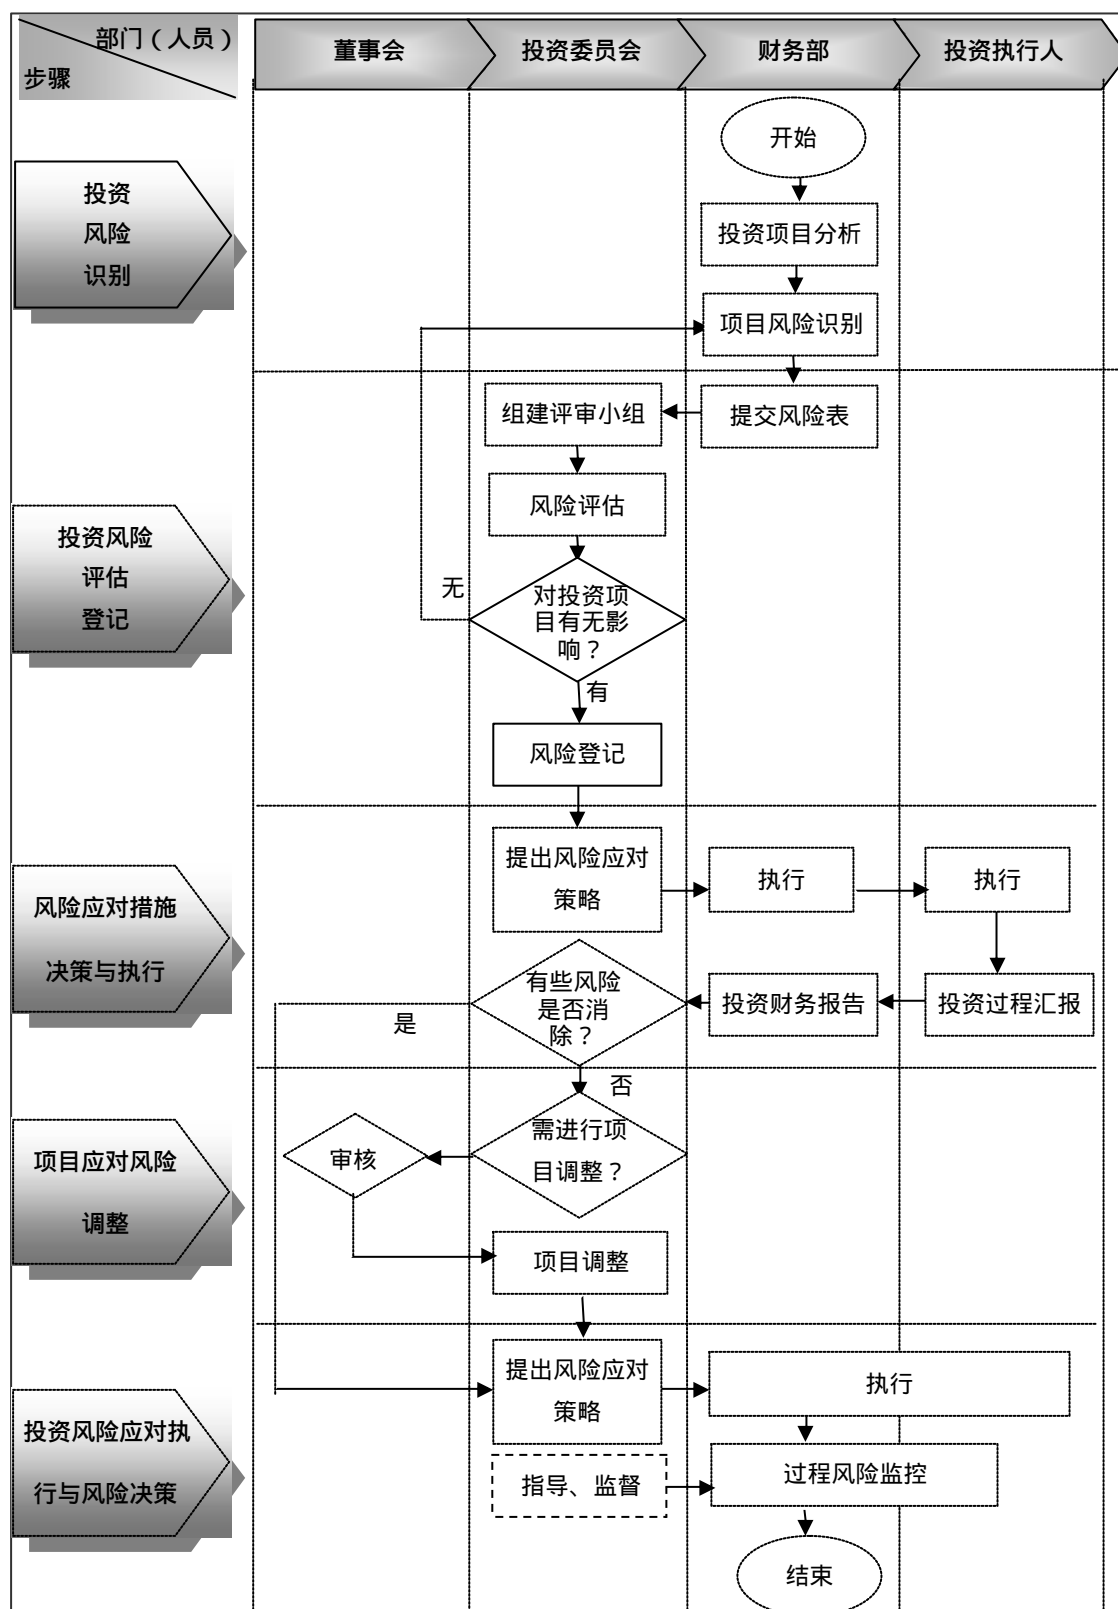 部门（人员）
步骤
董事会
投资委员会
财务部
投资执行人
开始
投资
风险
识别
投资项目分析
项目风险识别
组建评审小组
提交风险表
风险评估
投资风险
评估
登记
无
对投资项
目有无影
响？
有
风险登记
提出风险应对
策略
执行
执行
风险应对措施
决策与执行
有些风险
是否消
除？
投资财务报告
投资过程汇报
是
否
需进行项
目调整？
审核
项目应对风险
调整
项目调整
提出风险应对
策略
执行
投资风险应对执
行与风险决策
指导、监督
过程风险监控
结束